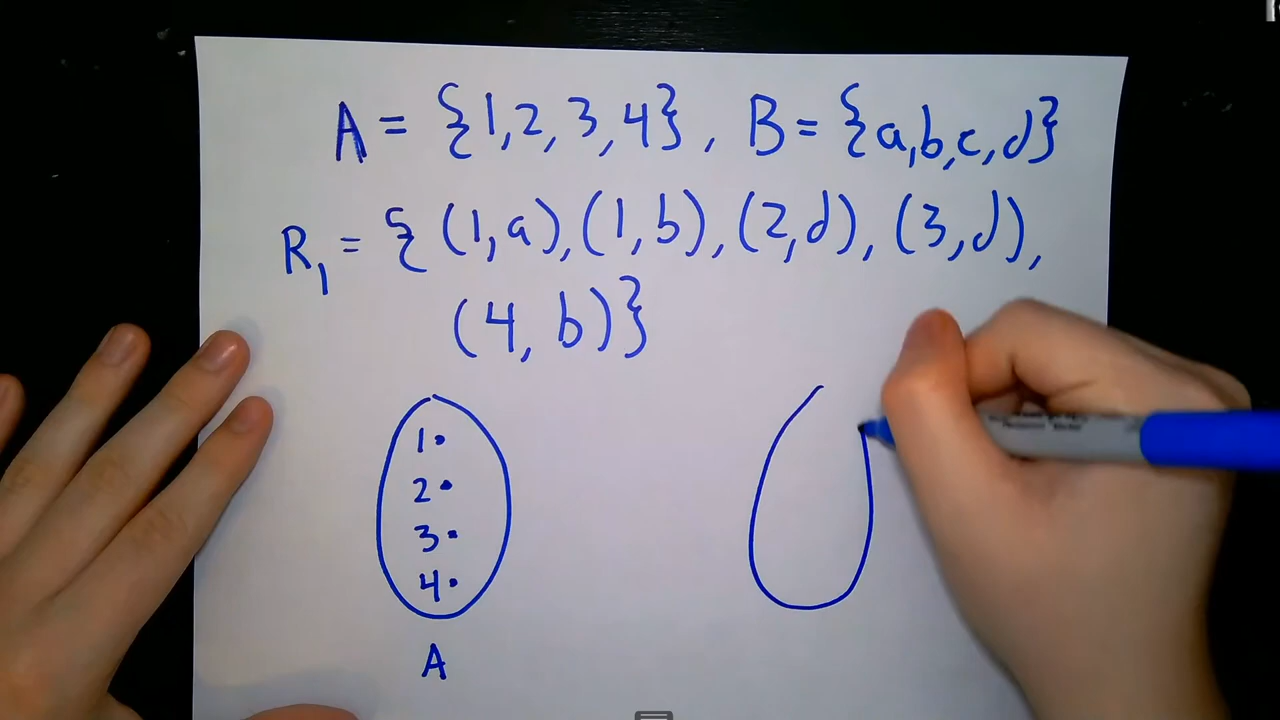 A = {1,2,3,4}, B = {a,b,c,d}
R₁ = {(1,a),(1,b),(2,d),(3,d),
(4,b)}
1•
2•
3•
4•
A